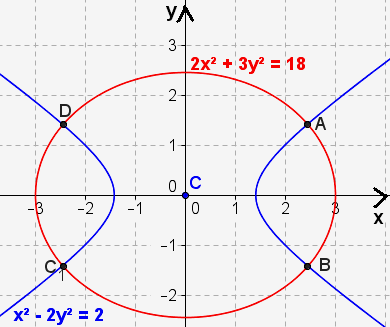 y
3
2x² + 3y² = 18
2
D
A
1
0
C
-3
-2
-1
0
1
2
3
x
-1
C
B
-2
x² - 2y² = 2